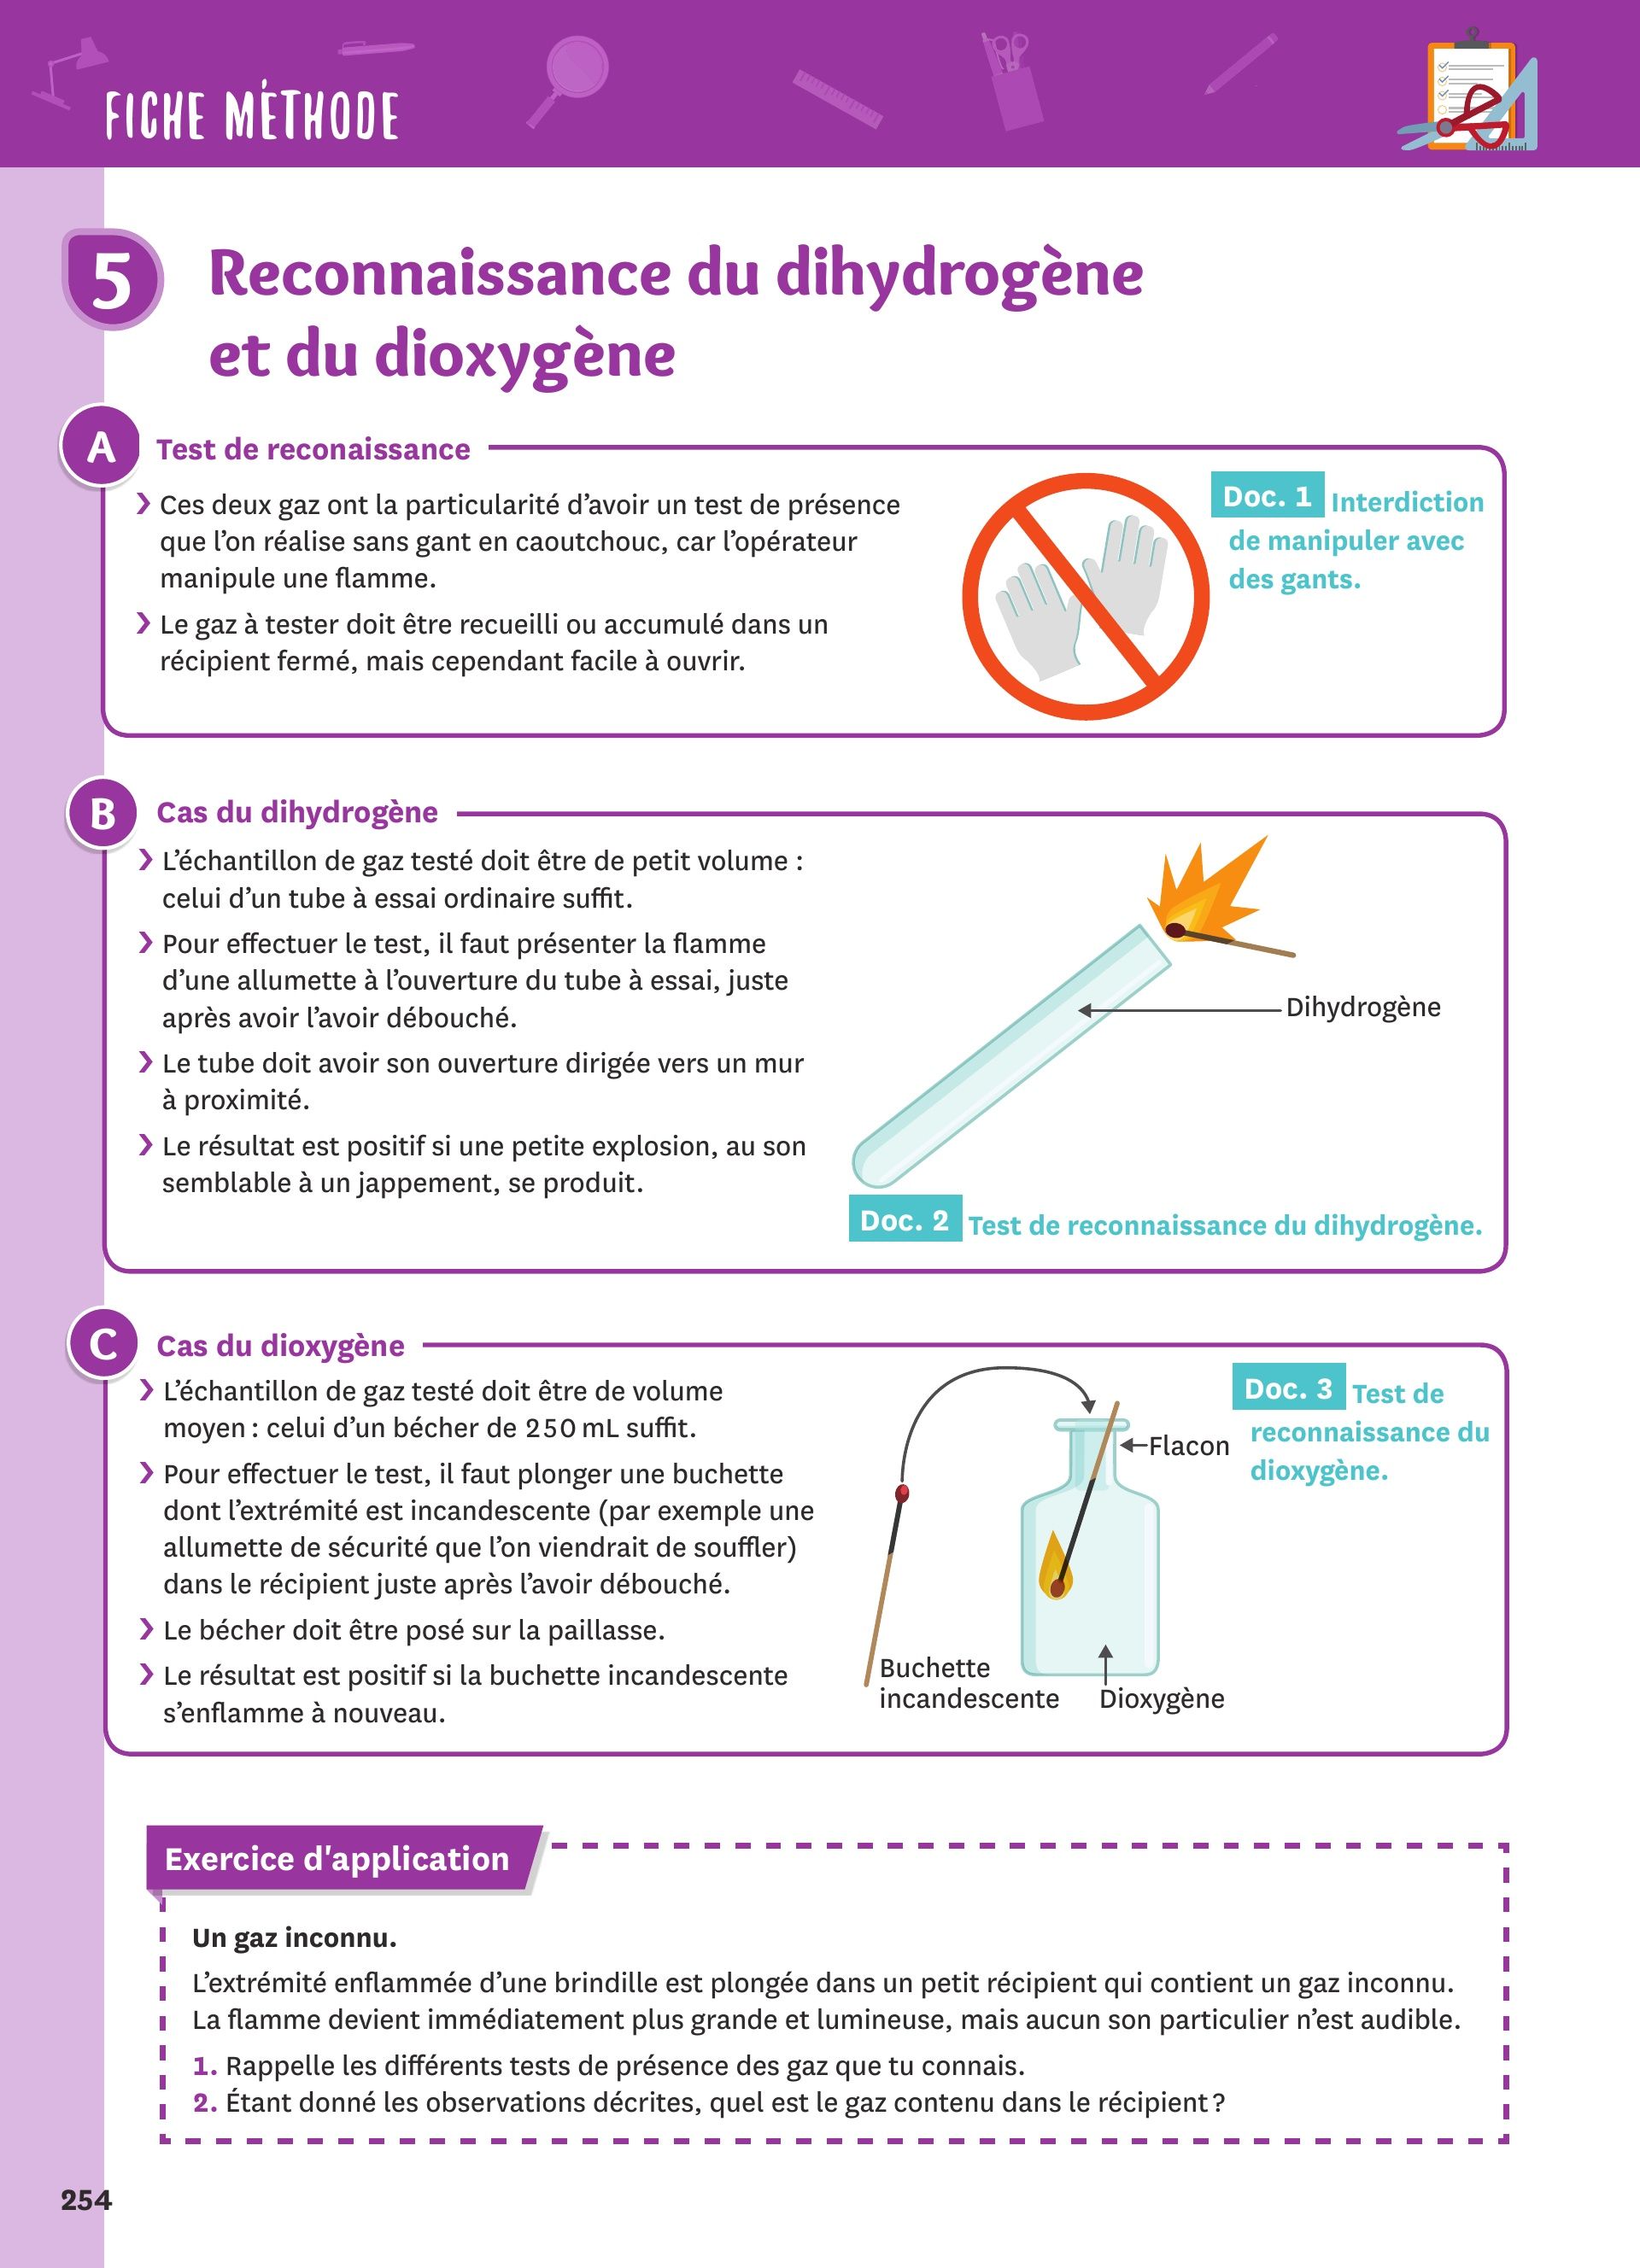 FICHE MÉTHODE
5
Reconnaissance du dihydrogène
et du dioxygène
A
Test de reconaissance
❯ Ces deux gaz ont la particularité d’avoir un test de présence
que l’on réalise sans gant en caoutchouc, car l’opérateur
manipule une flamme.
❯ Le gaz à tester doit être recueilli ou accumulé dans un
récipient fermé, mais cependant facile à ouvrir.
Doc. 1 Interdiction
de manipuler avec
des gants.
B
Cas du dihydrogène
❯ L’échantillon de gaz testé doit être de petit volume :
celui d’un tube à essai ordinaire suffit.
❯ Pour effectuer le test, il faut présenter la flamme
d’une allumette à l’ouverture du tube à essai, juste
après avoir l’avoir débouché.
❯ Le tube doit avoir son ouverture dirigée vers un mur
à proximité.
❯ Le résultat est positif si une petite explosion, au son
semblable à un jappement, se produit.
Dihydrogène
Doc. 2 Test de reconnaissance du dihydrogène.
C
Cas du dioxygène
❯ L’échantillon de gaz testé doit être de volume
moyen : celui d’un bécher de 250 mL suffit.
❯ Pour effectuer le test, il faut plonger une buchette
dont l’extrémité est incandescente (par exemple une
allumette de sécurité que l’on viendrait de souffler)
dans le récipient juste après l’avoir débouché.
❯ Le bécher doit être posé sur la paillasse.
❯ Le résultat est positif si la buchette incandescente
s’enflamme à nouveau.
Doc. 3 Test de
reconnaissance du
dioxygène.
Flacon
Buchette
incandescente
Dioxygène
Exercice d'application
Un gaz inconnu.
L’extrémité enflammée d’une brindille est plongée dans un petit récipient qui contient un gaz inconnu.
La flamme devient immédiatement plus grande et lumineuse, mais aucun son particulier n’est audible.
1. Rappelle les différents tests de présence des gaz que tu connais.
2. Étant donné les observations décrites, quel est le gaz contenu dans le récipient ?
254